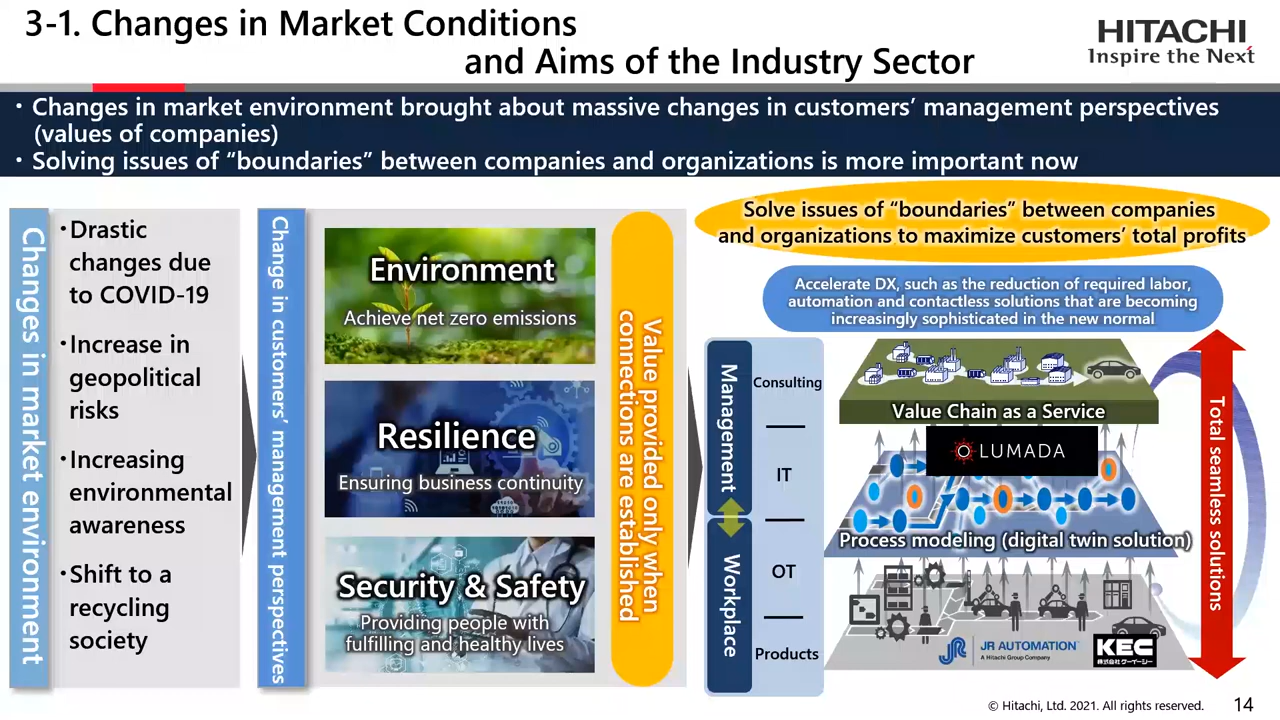 3-1. Changes in Market Conditions
and Aims of the Industry Sector
HITACHI
Inspire the Next
・Changes in market environment brought about massive changes in customers’ management perspectives
(values of companies)
・Solving issues of “boundaries” between companies and organizations is more important now
Changes in market environment
・Drastic
changes due
to COVID-19
・Increase in
geopolitical
risks
・Increasing
environmental
awareness
・Shift to a
recycling
society
Change in customers’ management perspectives
Environment
Achieve net zero emissions
Resilience
Ensuring business continuity
Security & Safety
Providing people with
fulfilling and healthy lives
Value provided only when
connections are established
Solve issues of “boundaries” between companies
and organizations to maximize customers’ total profits
Accelerate DX, such as the reduction of required labor,
automation and contactless solutions that are becoming
increasingly sophisticated in the new normal
Management
Workplace
Consulting
IT
OT
Products
Value Chain as a Service
LUMADA
Process modeling (digital twin solution)
JR AUTOMATION
A Hitachi Group Company
KEC
株式会社ケーイーシー
Total seamless solutions
© Hitachi, Ltd. 2021. All rights reserved.
14